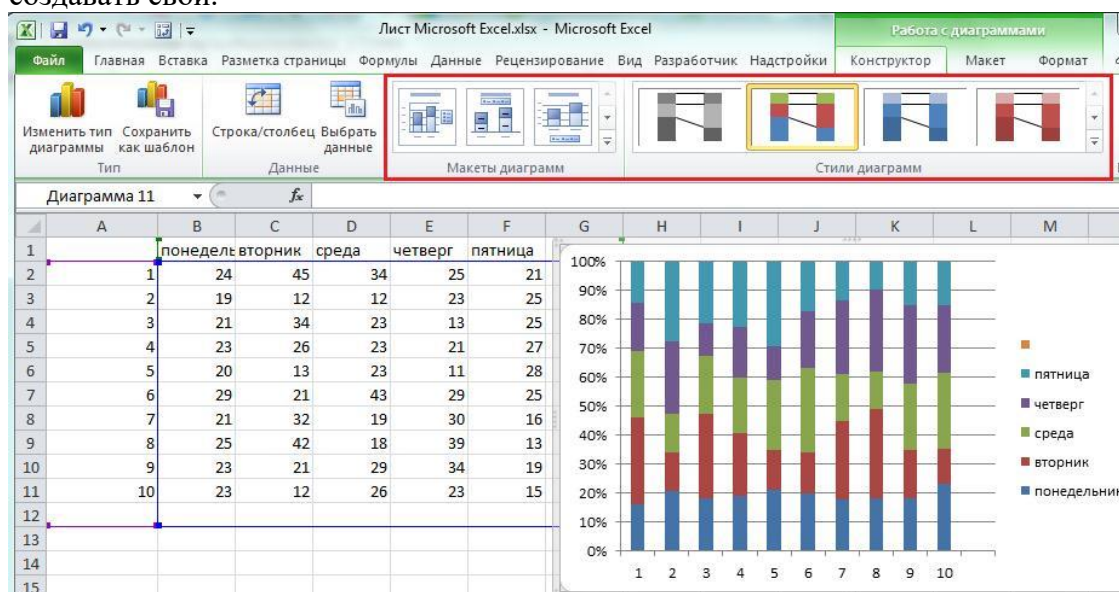 создавать свой.
Лист Microsoft Excel.xlsx - Microsoft Excel
Работа с диаграммами
Файл Главная Вставка Разметка страницы Формулы Данные Рецензирование Вид Разработчик Надстройки Конструктор Макет Формат
Изменить тип диаграммы
Сохранить как шаблон
Строка/столбец
Выбрать данные
Тип
Данные
Макеты диаграмм
Стили диаграмм
Диаграмма 11 fx
A B C D E F G H I J K L M
1 понедель вторник среда четверг пятница
2 1 24 45 34 25 21
3 2 19 12 12 23 25
4 3 21 34 23 13 25
5 4 23 26 23 21 27
6 5 20 13 23 11 28
7 6 29 21 43 29 25
8 7 21 32 19 30 16
9 8 25 42 18 39 13
10 9 23 21 29 34 19
11 10 23 12 26 23 15
12
13
14
15
100%
90%
80%
70%
60%
50%
40%
30%
20%
10%
0%
1 2 3 4 5 6 7 8 9 10
пятница
четверг
среда
вторник
понедельник